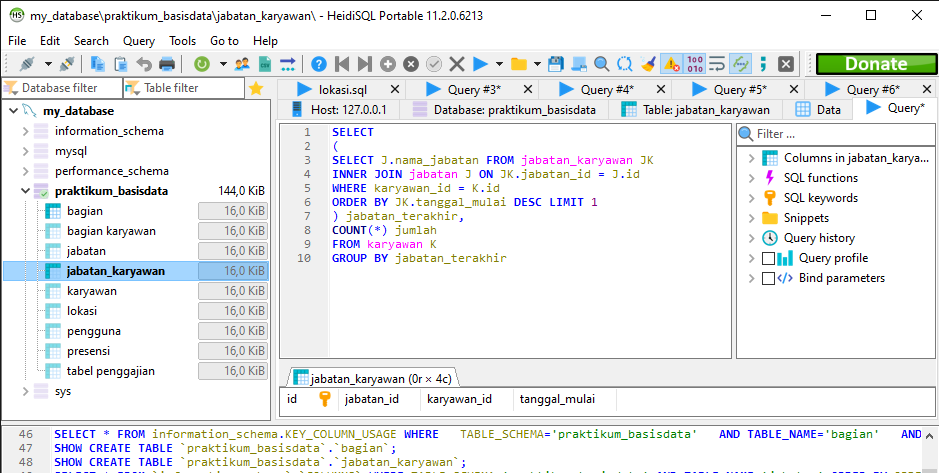 my_database\praktikum_basisdata\jabatan_karyawan\ - HeidiSQL Portable 11.2.0.6213
File Edit Search Query Tools Go to Help
Donate
Database filter Table filter
lokasi.sql Query #3* Query #4* Query #5* Query #6*
Host: 127.0.0.1 Database: praktikum_basisdata Table: jabatan_karyawan Data Query*
my_database
information_schema
mysql
performance_schema
praktikum_basisdata 144,0 KiB
bagian 16,0 KiB
bagian karyawan 16,0 KiB
jabatan 16,0 KiB
jabatan_karyawan 16,0 KiB
karyawan 16,0 KiB
lokasi 16,0 KiB
pengguna 16,0 KiB
presensi 16,0 KiB
tabel penggajian 16,0 KiB
sys
1 SELECT
2 (
3 SELECT J.nama_jabatan FROM jabatan_karyawan JK
4 INNER JOIN jabatan J ON JK.jabatan_id = J.id
5 WHERE karyawan_id = K.id
6 ORDER BY JK.tanggal_mulai DESC LIMIT 1
7 ) jabatan_terakhir,
8 COUNT(*) jumlah
9 FROM karyawan K
10 GROUP BY jabatan_terakhir
Filter ...
Columns in jabatan_karya...
SQL functions
SQL keywords
Snippets
Query history
Query profile
Bind parameters
jabatan_karyawan (0r × 4c)
id jabatan_id karyawan_id tanggal_mulai
46 SELECT * FROM information_schema.KEY_COLUMN_USAGE WHERE TABLE_SCHEMA='praktikum_basisdata' AND TABLE_NAME='bagian' AND
47 SHOW CREATE TABLE `praktikum_basisdata`.`bagian`;
48 SHOW CREATE TABLE `praktikum_basisdata`.`jabatan_karyawan`;